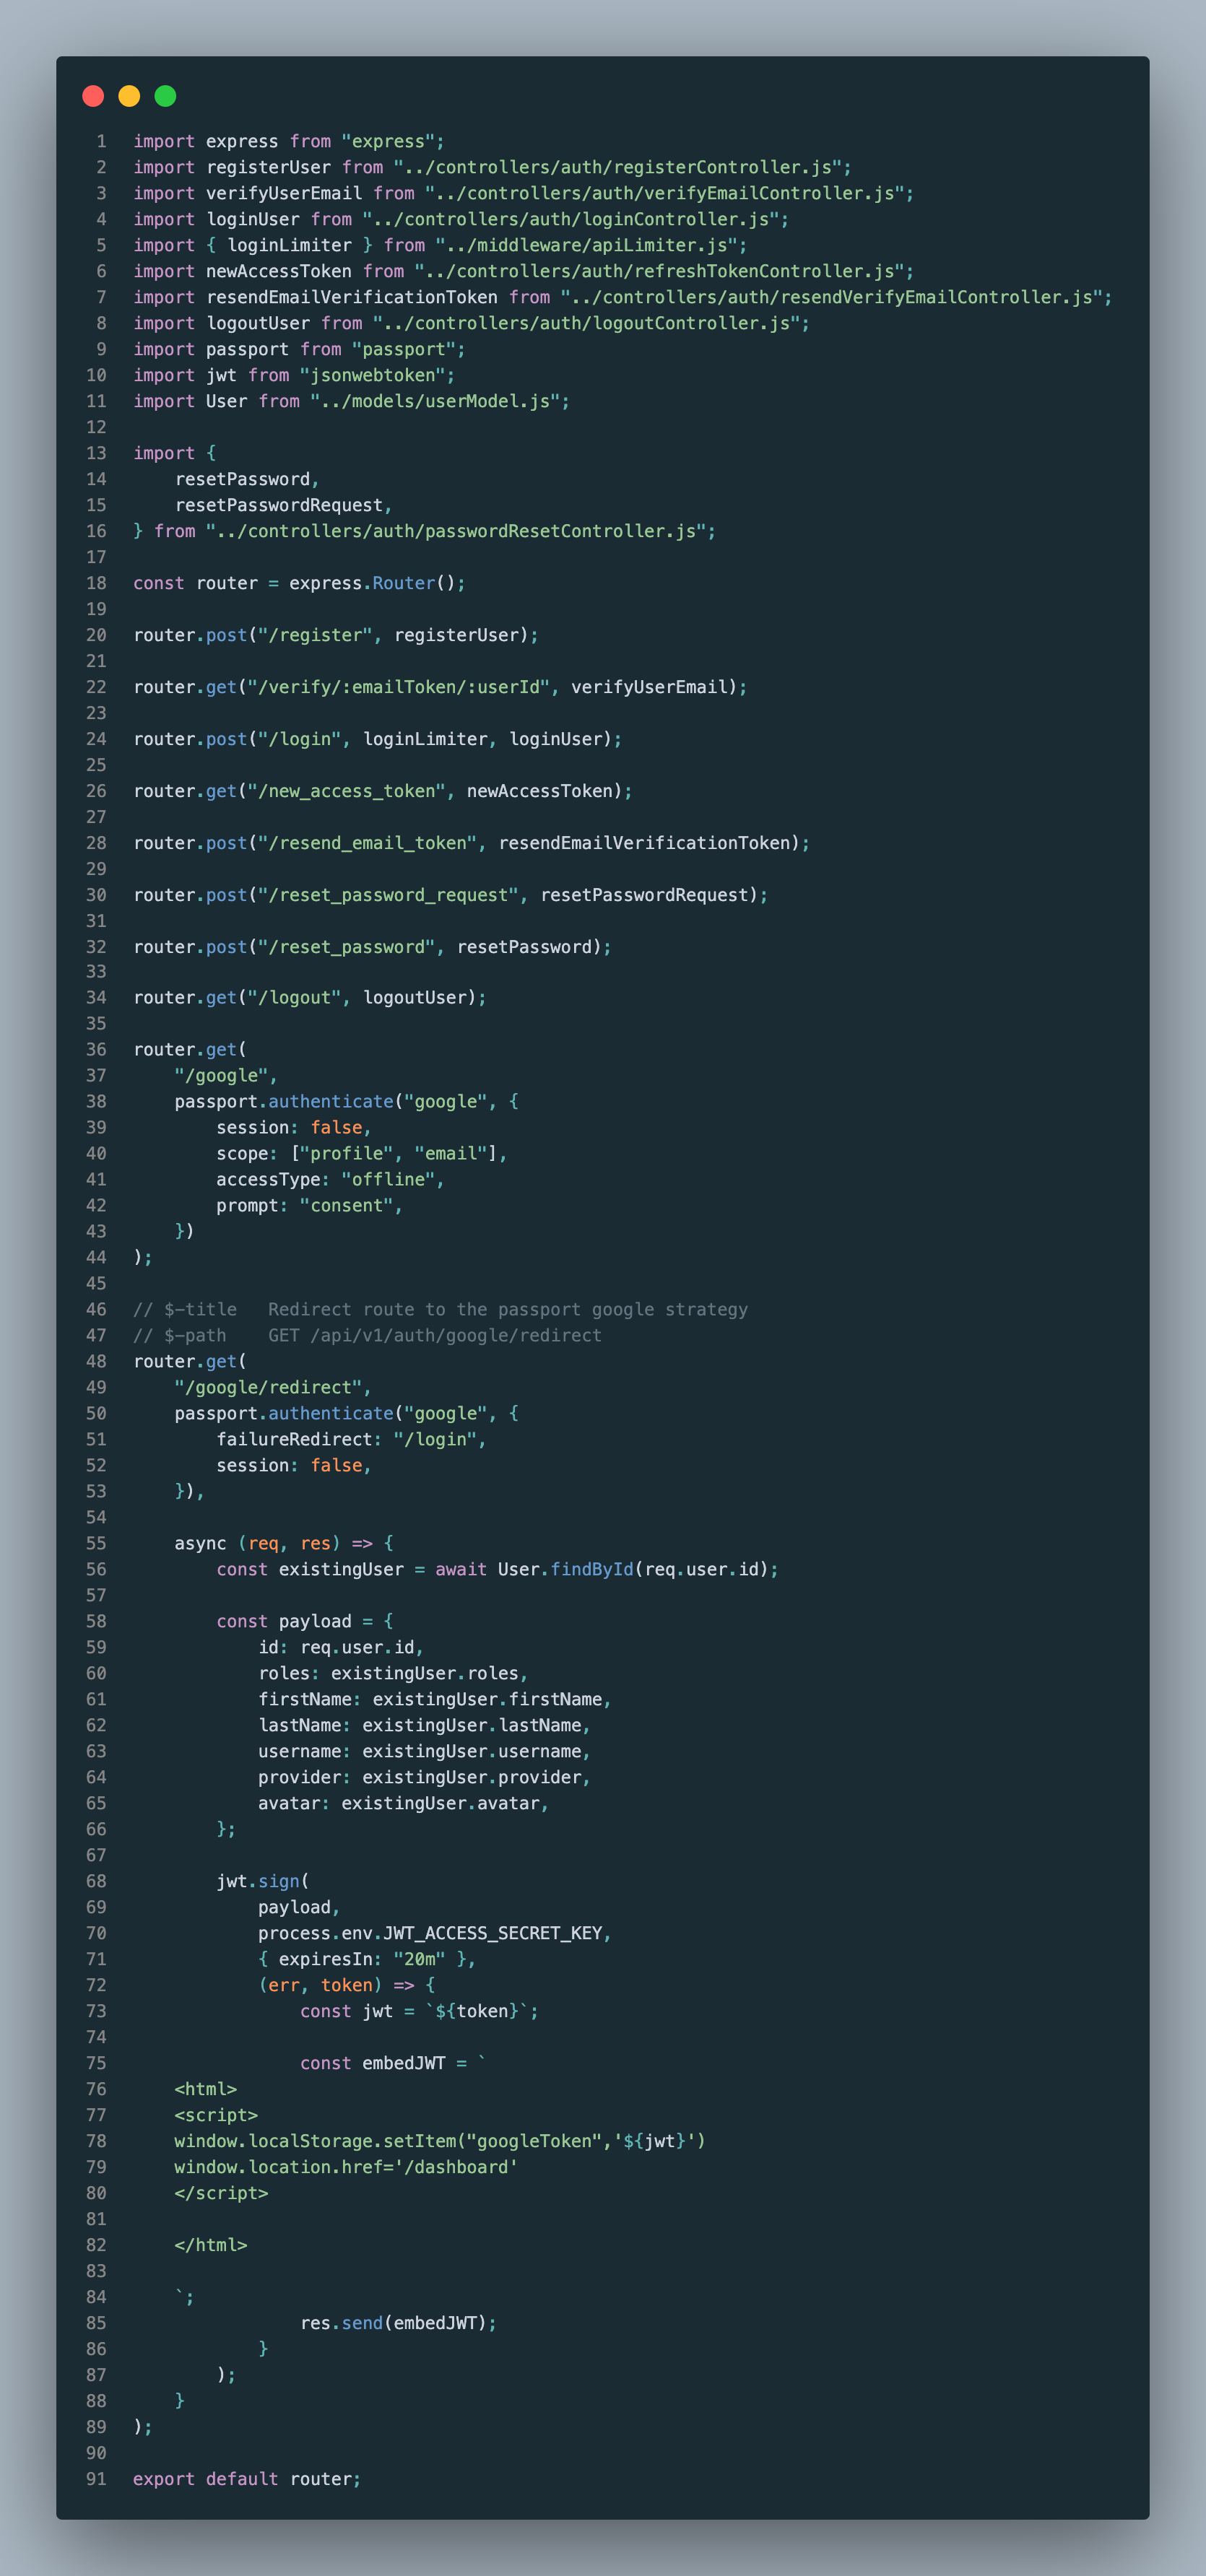 1 import express from "express";
2 import registerUser from "../controllers/auth/registerController.js";
3 import verifyUserEmail from "../controllers/auth/verifyEmailController.js";
4 import loginUser from "../controllers/auth/loginController.js";
5 import { loginLimiter } from "../middleware/apiLimiter.js";
6 import newAccessToken from "../controllers/auth/refreshTokenController.js";
7 import resendEmailVerificationToken from "../controllers/auth/resendVerifyEmailController.js";
8 import logoutUser from "../controllers/auth/logoutController.js";
9 import passport from "passport";
10 import jwt from "jsonwebtoken";
11 import User from "../models/userModel.js";
12
13 import {
14     resetPassword,
15     resetPasswordRequest,
16 } from "../controllers/auth/passwordResetController.js";
17
18 const router = express.Router();
19
20 router.post("/register", registerUser);
21
22 router.get("/verify/:emailToken/:userId", verifyUserEmail);
23
24 router.post("/login", loginLimiter, loginUser);
25
26 router.get("/new_access_token", newAccessToken);
27
28 router.post("/resend_email_token", resendEmailVerificationToken);
29
30 router.post("/reset_password_request", resetPasswordRequest);
31
32 router.post("/reset_password", resetPassword);
33
34 router.get("/logout", logoutUser);
35
36 router.get(
37     "/google",
38     passport.authenticate("google", {
39         session: false,
40         scope: ["profile", "email"],
41         accessType: "offline",
42         prompt: "consent",
43     })
44 );
45
46 // $-title   Redirect route to the passport google strategy
47 // $-path    GET /api/v1/auth/google/redirect
48 router.get(
49     "/google/redirect",
50     passport.authenticate("google", {
51         failureRedirect: "/login",
52         session: false,
53     }),
54
55     async (req, res) => {
56         const existingUser = await User.findById(req.user.id);
57
58         const payload = {
59             id: req.user.id,
60             roles: existingUser.roles,
61             firstName: existingUser.firstName,
62             lastName: existingUser.lastName,
63             username: existingUser.username,
64             provider: existingUser.provider,
65             avatar: existingUser.avatar,
66         };
67
68         jwt.sign(
69             payload,
70             process.env.JWT_ACCESS_SECRET_KEY,
71             { expiresIn: "20m" },
72             (err, token) => {
73                 const jwt = `${token}`;
74
75                 const embedJWT = `
76     <html>
77     <script>
78     window.localStorage.setItem("googleToken",'${jwt}')
79     window.location.href='/dashboard'
80     </script>
81
82     </html>
83
84     `;
85                 res.send(embedJWT);
86             }
87         );
88     }
89 );
90
91 export default router;